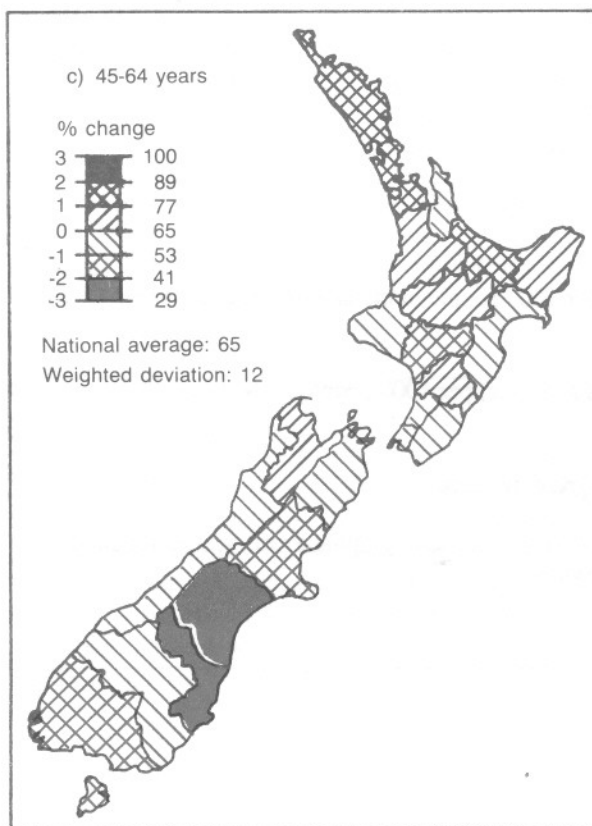 c) 45-64 years
% change
3 100
2 89
1 77
0 65
-1 53
-2 41
-3 29
National average: 65
Weighted deviation: 12